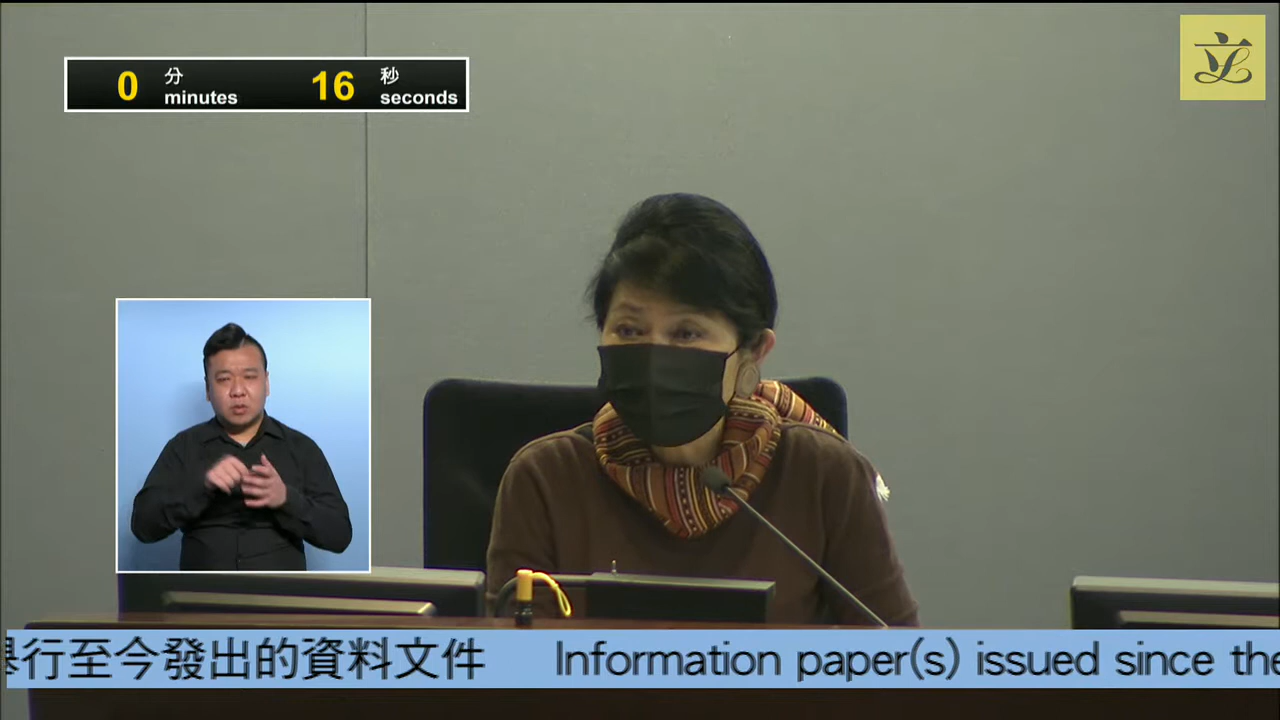 0 分 minutes 16 秒 seconds
立
行至今發出的資料文件 Information paper(s) issued since the